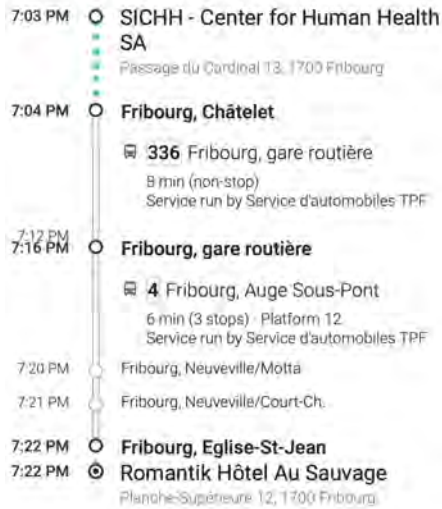 7:03 PM SICHH - Center for Human Health
SA
Passage du Cardinal 13, 1700 Fribourg
7:04 PM Fribourg, Châtelet
336 Fribourg, gare routière
8 min (non-stop)
Service run by Service d'automobiles TPF
7:12 PM
7:16 PM Fribourg, gare routière
4 Fribourg, Auge Sous-Pont
6 min (3 stops) · Platform 12
Service run by Service d'automobiles TPF
7:20 PM Fribourg, Neuveville/Motta
7:21 PM Fribourg, Neuveville/Court-Ch.
7:22 PM Fribourg, Eglise-St-Jean
7:22 PM Romantik Hôtel Au Sauvage
Planche-Supérieure 12, 1700 Fribourg